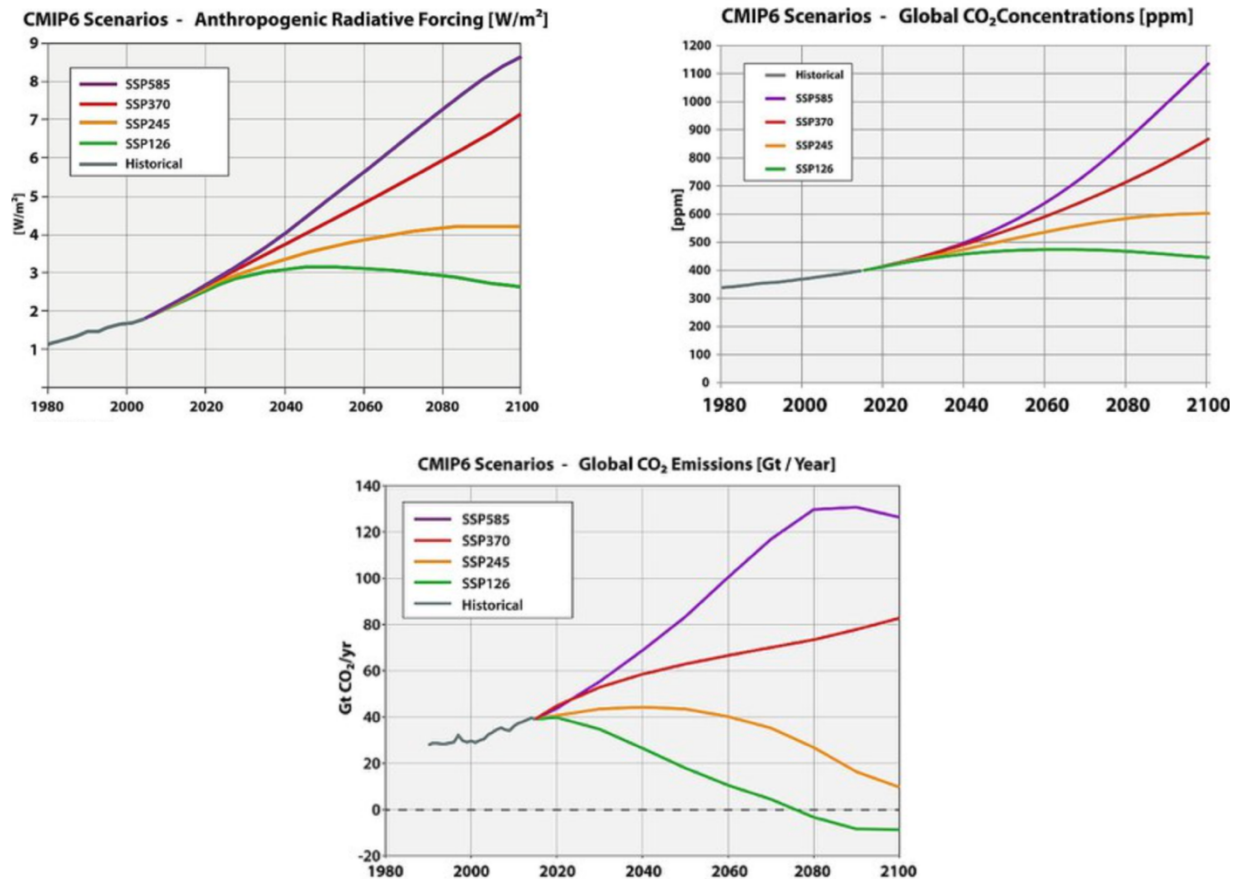 CMIP6 Scenarios - Anthropogenic Radiative Forcing [W/m²]
9
8
7
6
5
4
3
2
1
[W/m²]
SSP585
SSP370
SSP245
SSP126
Historical
1980 2000 2020 2040 2060 2080 2100
CMIP6 Scenarios - Global CO₂Concentrations [ppm]
1200
1100
1000
900
800
700
600
500
400
300
200
100
0
[ppm]
Historical
SSP585
SSP370
SSP245
SSP126
1980 2000 2020 2040 2060 2080 2100
CMIP6 Scenarios - Global CO₂ Emissions [Gt / Year]
140
120
100
80
60
40
20
0
-20
Gt CO₂/yr
SSP585
SSP370
SSP245
SSP126
Historical
1980 2000 2020 2040 2060 2080 2100